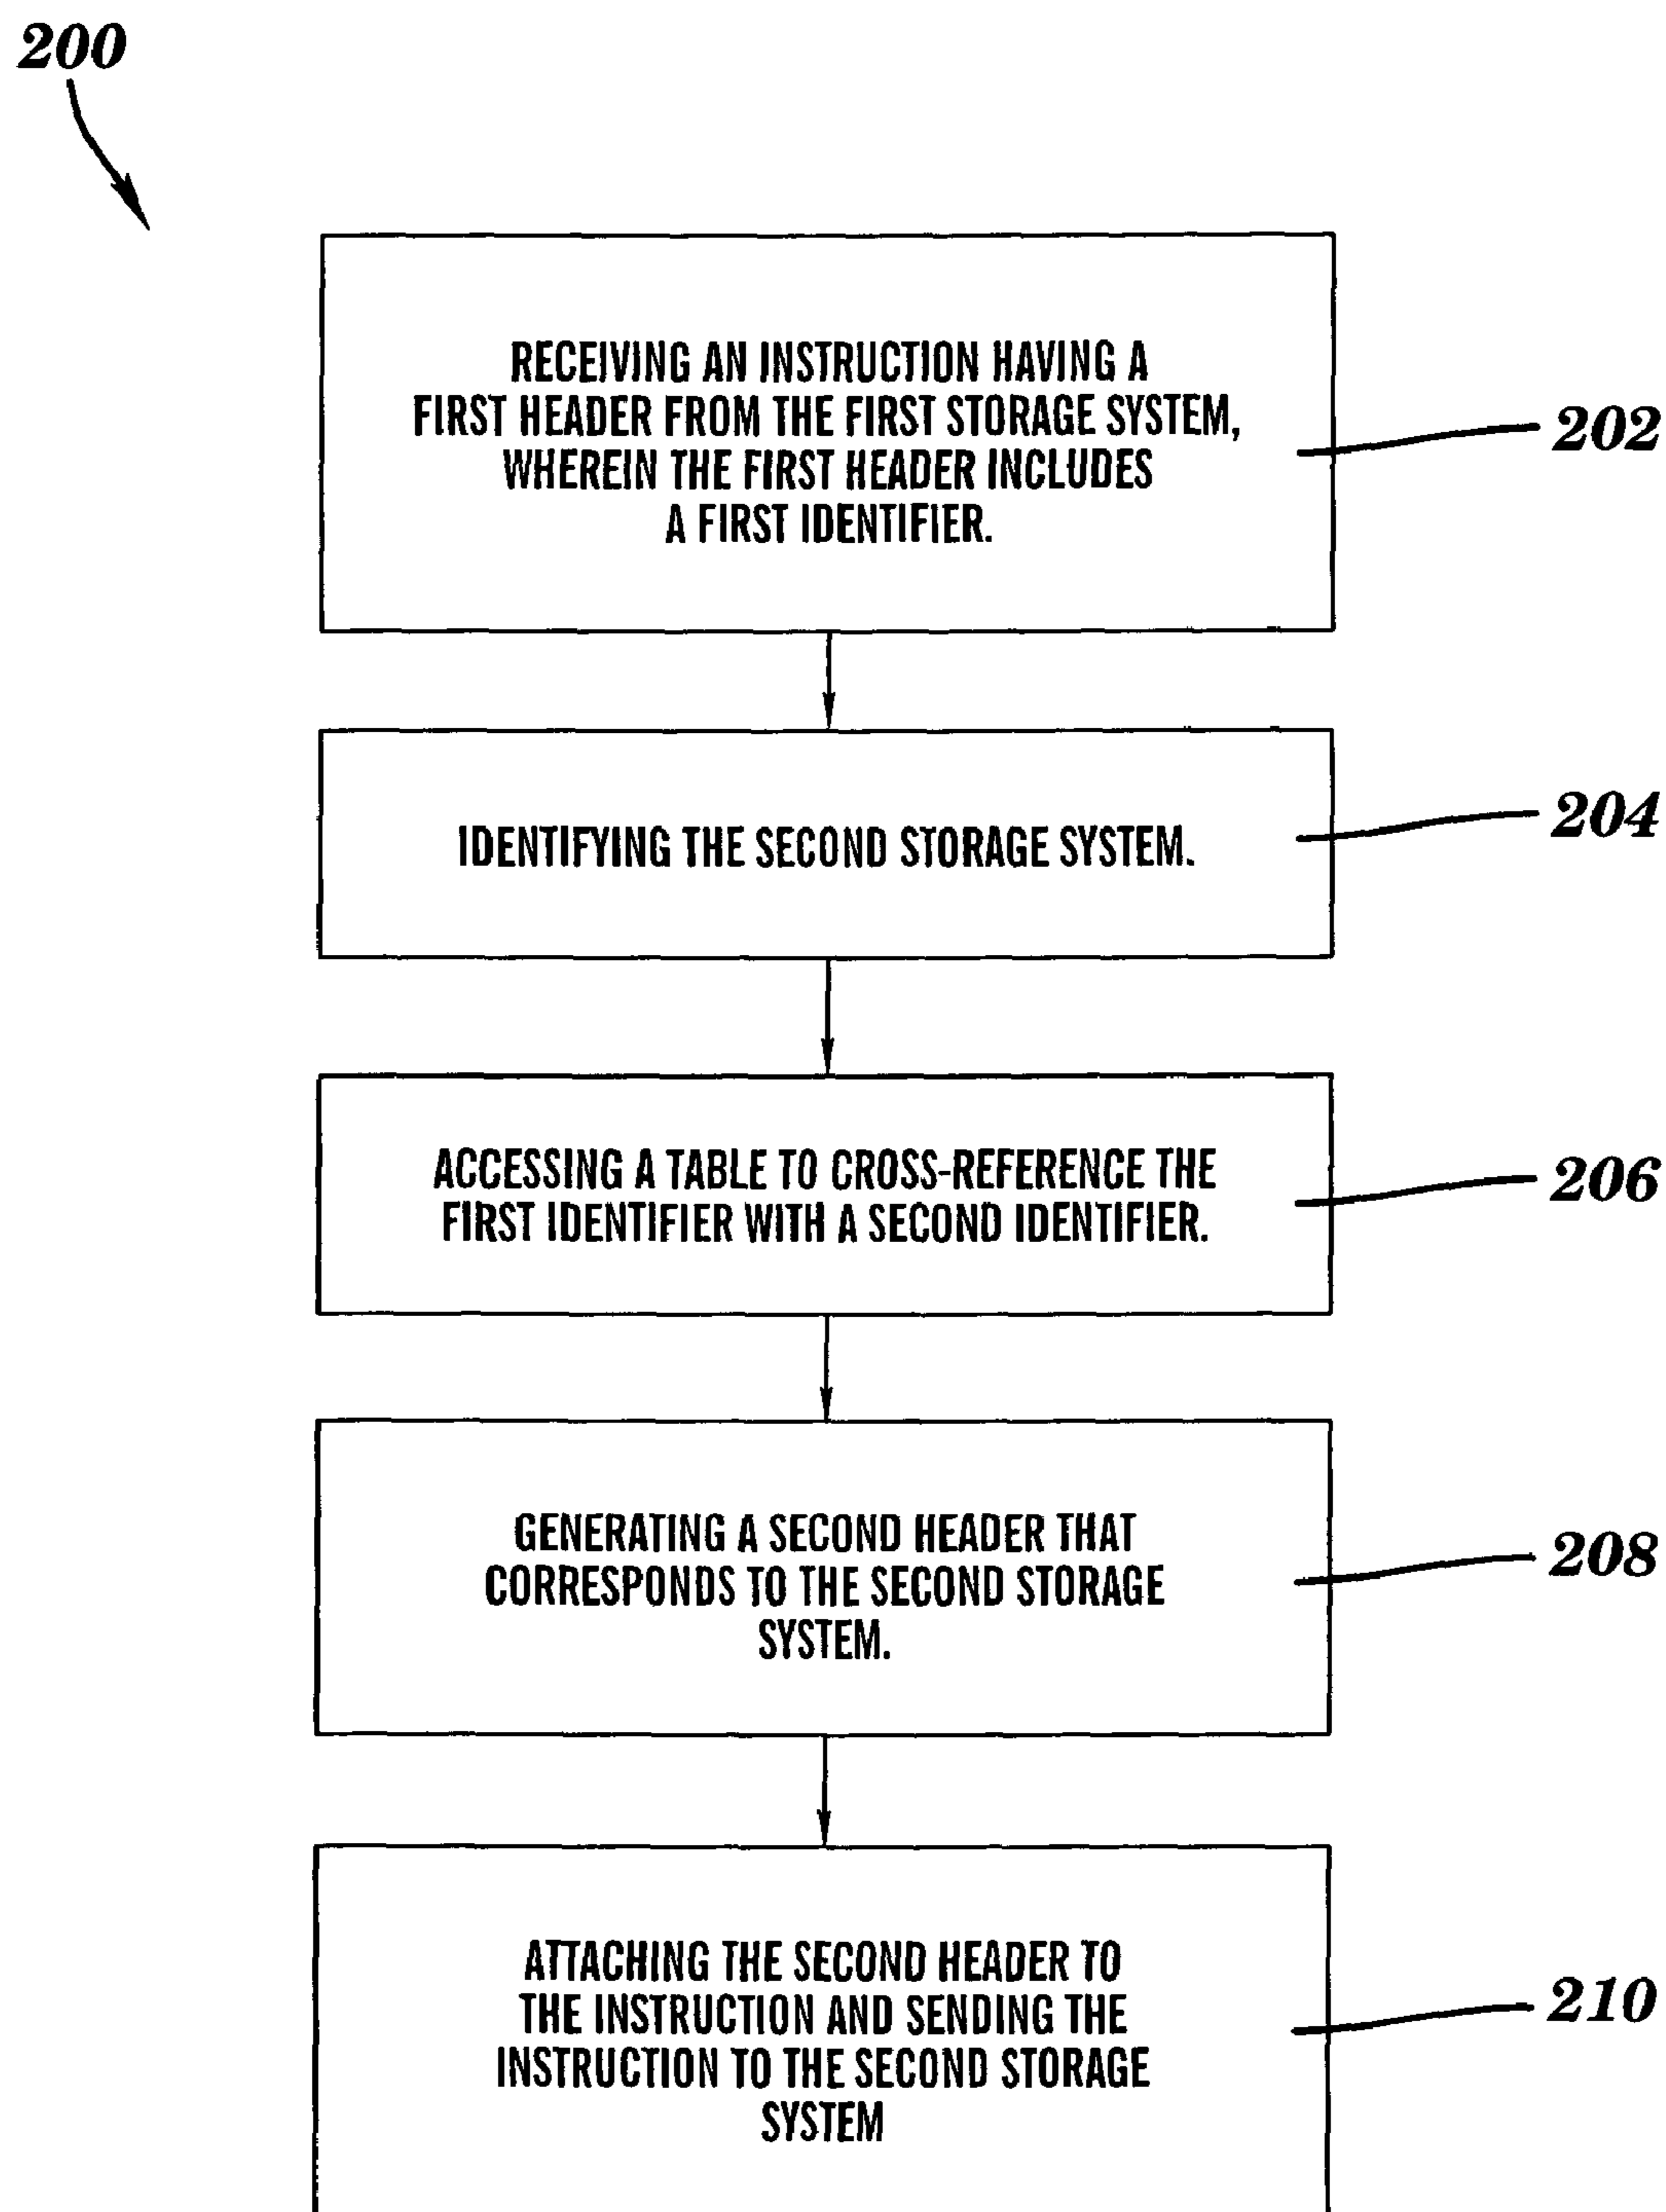 200
RECEIVING AN INSTRUCTION HAVING A
FIRST HEADER FROM THE FIRST STORAGE SYSTEM,
WHEREIN THE FIRST HEADER INCLUDES
A FIRST IDENTIFIER.
202
IDENTIFYING THE SECOND STORAGE SYSTEM.
204
ACCESSING A TABLE TO CROSS-REFERENCE THE
FIRST IDENTIFIER WITH A SECOND IDENTIFIER.
206
GENERATING A SECOND HEADER THAT
CORRESPONDS TO THE SECOND STORAGE
SYSTEM.
208
ATTACHING THE SECOND HEADER TO
THE INSTRUCTION AND SENDING THE
INSTRUCTION TO THE SECOND STORAGE
SYSTEM
210